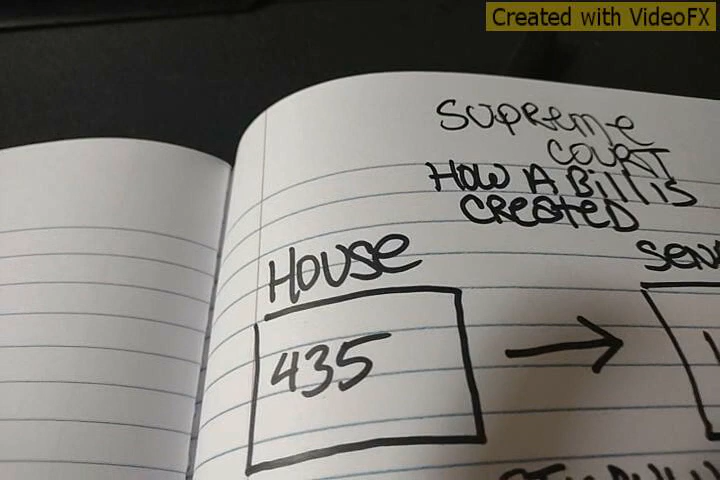 Created with VideoFX
SUPREME
COURT
HOW A BILL IS
CREATED
HOUSE
435